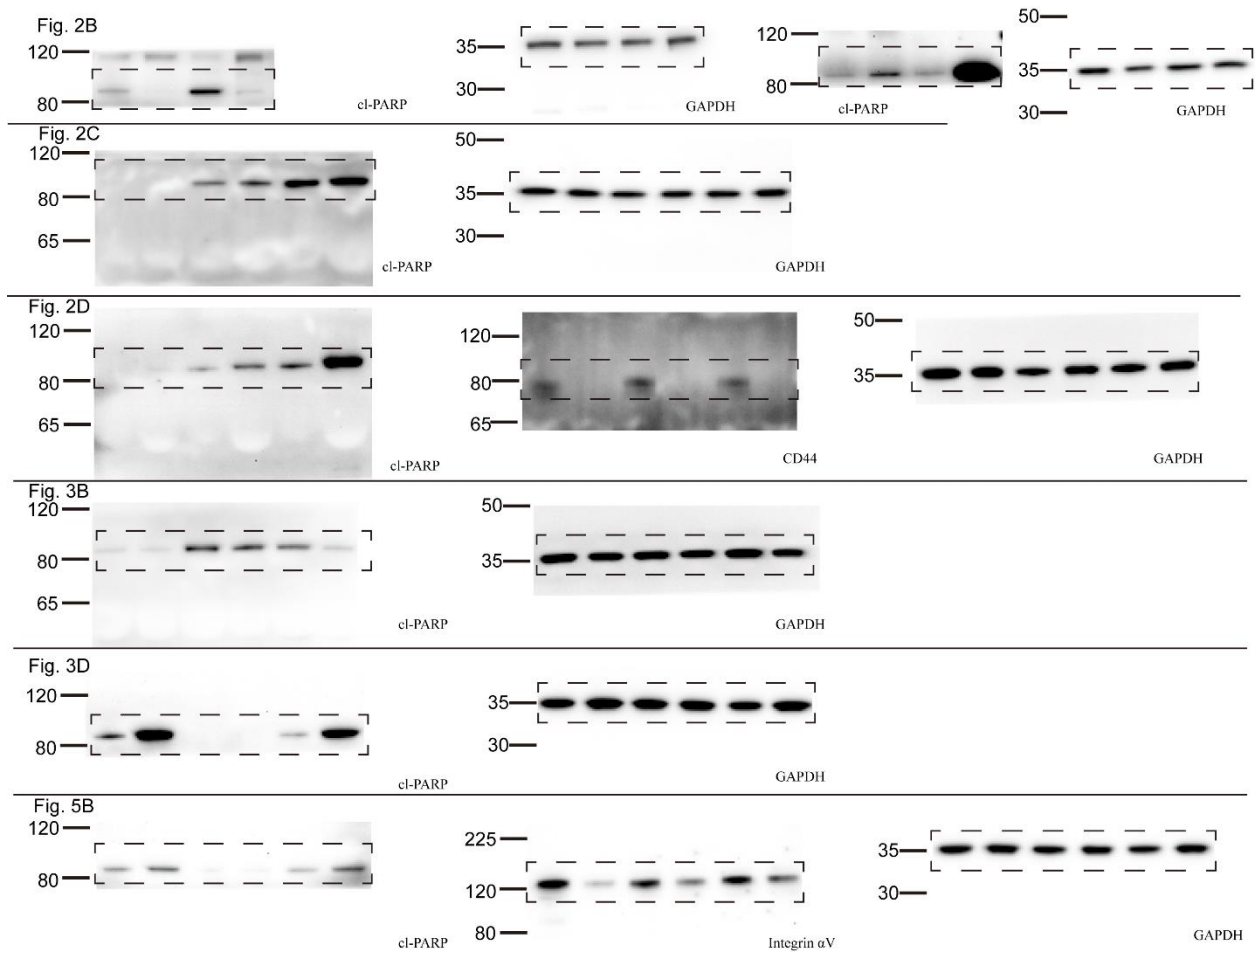 Fig. 2B
120
80
cl-PARP
35
30
GAPDH
120
80
cl-PARP
50
35
30
GAPDH
Fig. 2C
120
80
65
cl-PARP
50
35
30
GAPDH
Fig. 2D
120
80
65
cl-PARP
120
80
65
CD44
50
35
GAPDH
Fig. 3B
120
80
65
cl-PARP
50
35
GAPDH
Fig. 3D
120
80
cl-PARP
35
30
GAPDH
Fig. 5B
120
80
cl-PARP
225
120
80
Integrin αV
35
30
GAPDH